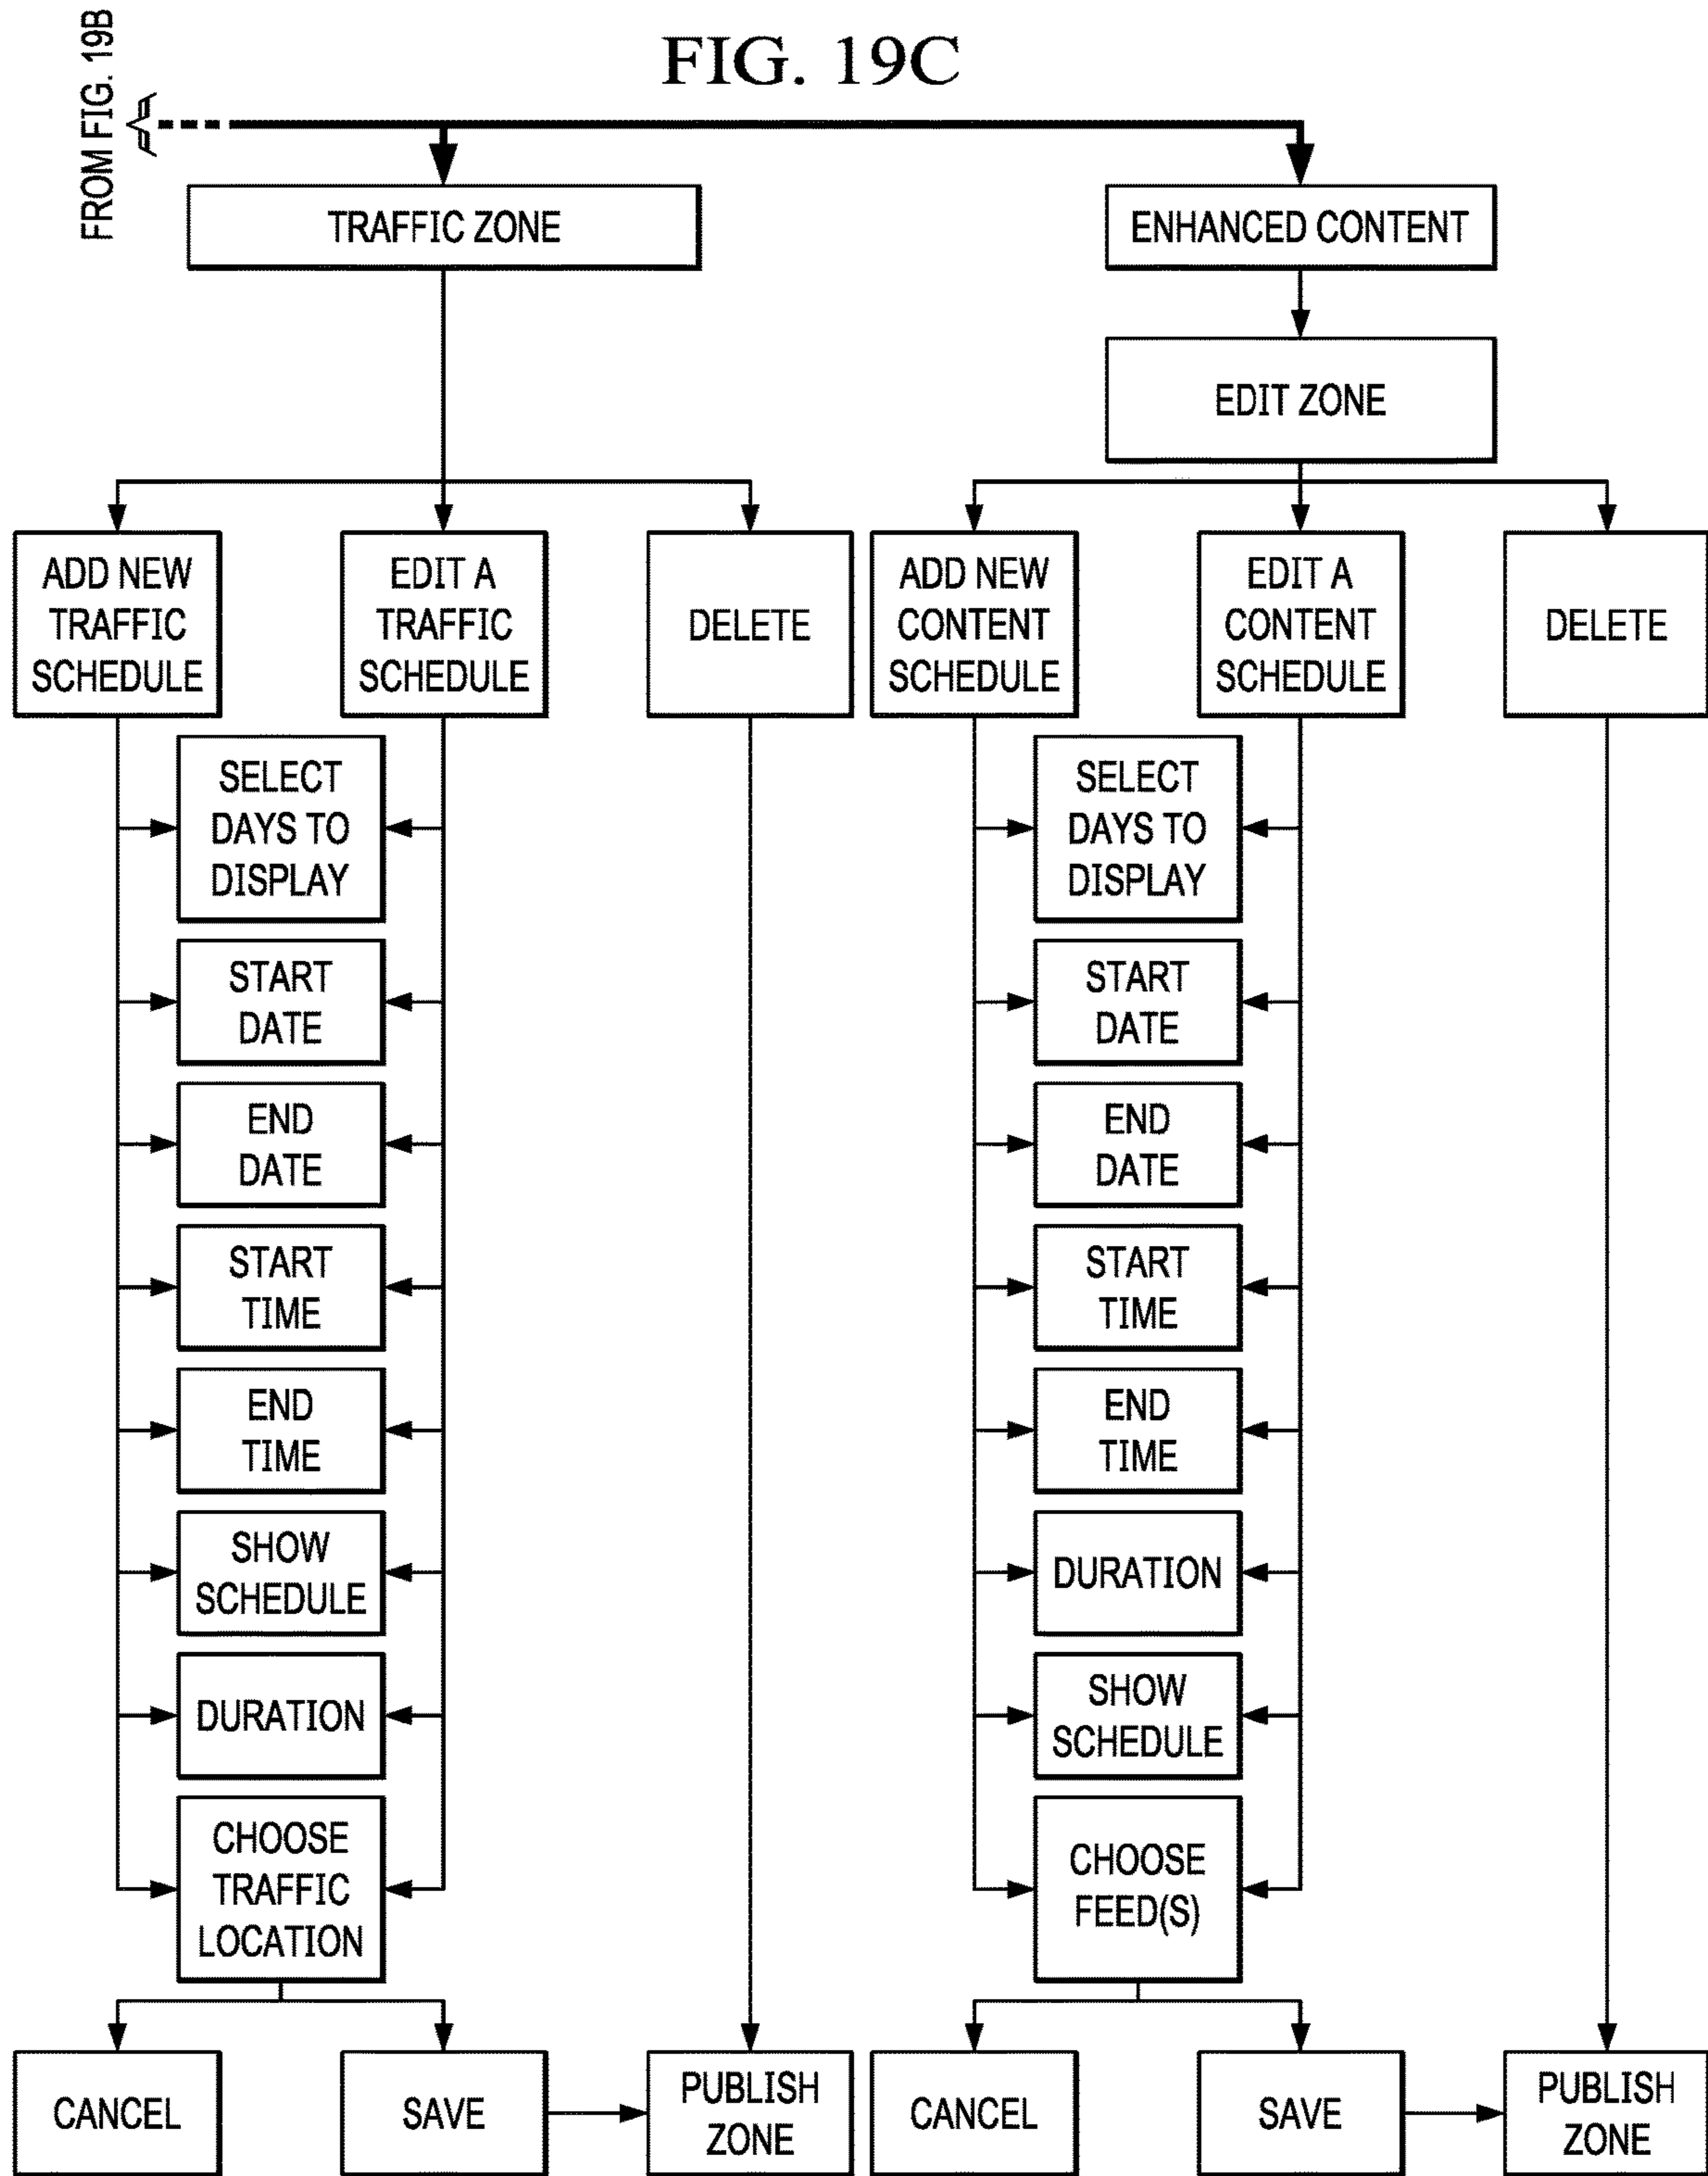 FIG. 19C
FROM FIG. 19B
TRAFFIC ZONE
ENHANCED CONTENT
EDIT ZONE
ADD NEW
TRAFFIC
SCHEDULE
EDIT A
TRAFFIC
SCHEDULE
DELETE
ADD NEW
CONTENT
SCHEDULE
EDIT A
CONTENT
SCHEDULE
DELETE
SELECT
DAYS TO
DISPLAY
START
DATE
END
DATE
START
TIME
END
TIME
SHOW
SCHEDULE
DURATION
CHOOSE
TRAFFIC
LOCATION
SELECT
DAYS TO
DISPLAY
START
DATE
END
DATE
START
TIME
END
TIME
DURATION
SHOW
SCHEDULE
CHOOSE
FEED(S)
CANCEL
SAVE
PUBLISH
ZONE
CANCEL
SAVE
PUBLISH
ZONE